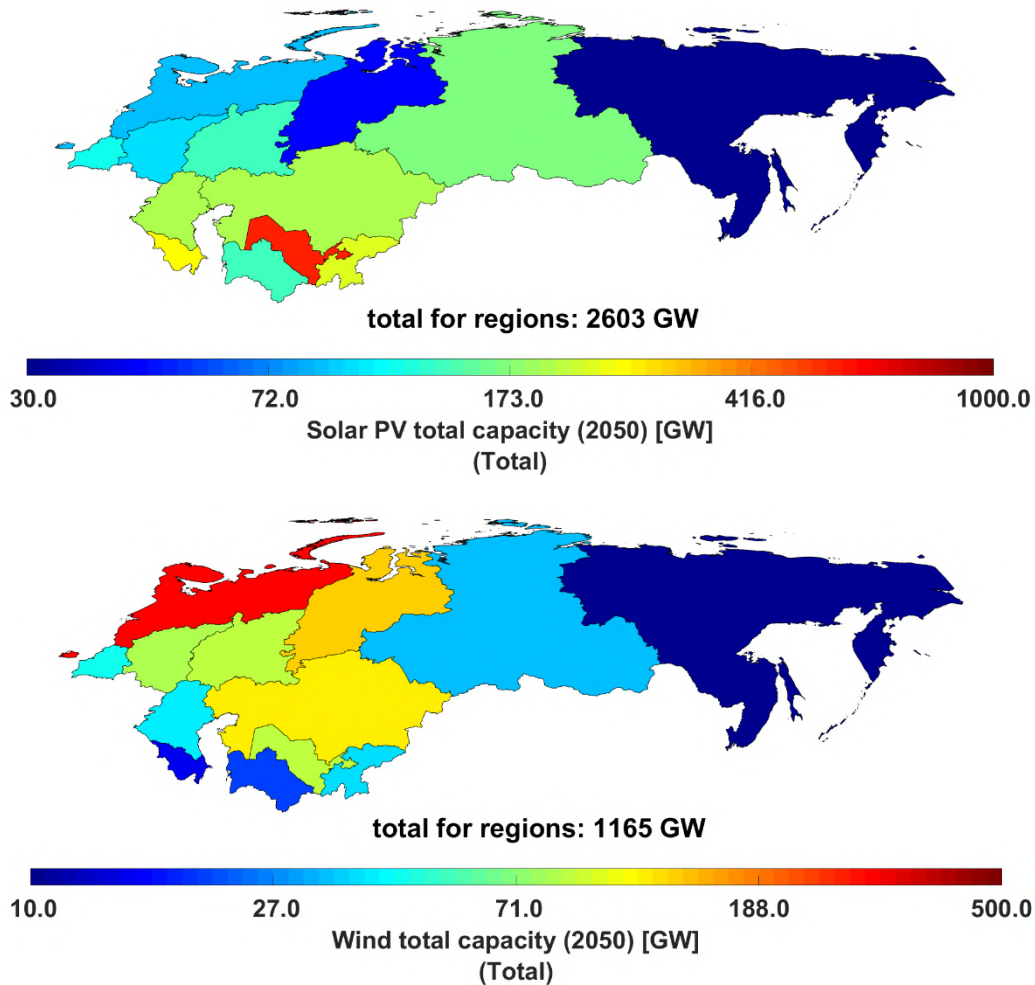 total for regions: 2603 GW
30.0 72.0 173.0 416.0 1000.0
Solar PV total capacity (2050) [GW]
(Total)
total for regions: 1165 GW
10.0 27.0 71.0 188.0 500.0
Wind total capacity (2050) [GW]
(Total)